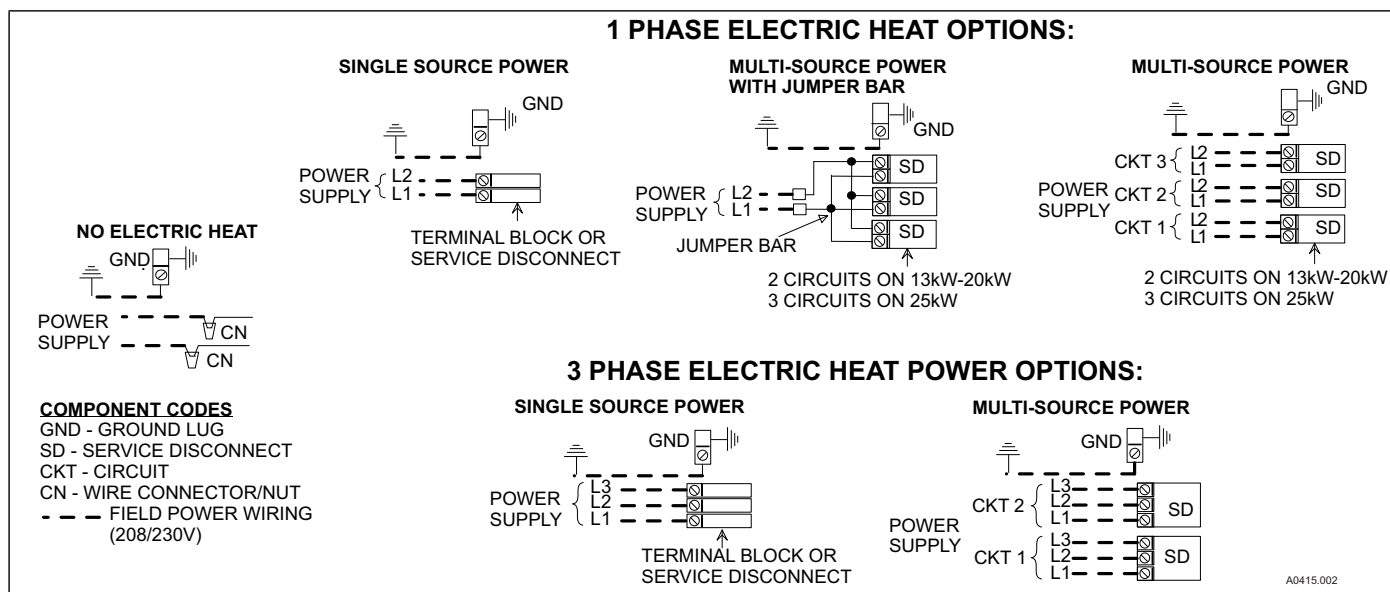 1 PHASE ELECTRIC HEAT OPTIONS:
SINGLE SOURCE POWER
GND
POWER
SUPPLY
L2
L1
TERMINAL BLOCK OR
SERVICE DISCONNECT
MULTI-SOURCE POWER
WITH JUMPER BAR
GND
POWER
SUPPLY
L2
L1
SD
SD
SD
JUMPER BAR
2 CIRCUITS ON 13kW-20kW
3 CIRCUITS ON 25kW
MULTI-SOURCE POWER
GND
POWER
SUPPLY
CKT 3
L2
L1
SD
CKT 2
L2
L1
SD
CKT 1
L2
L1
SD
2 CIRCUITS ON 13kW-20kW
3 CIRCUITS ON 25kW
NO ELECTRIC HEAT
GND
POWER
SUPPLY
CN
CN
COMPONENT CODES
GND - GROUND LUG
SD - SERVICE DISCONNECT
CKT - CIRCUIT
CN - WIRE CONNECTOR/NUT
FIELD POWER WIRING
(208/230V)
3 PHASE ELECTRIC HEAT POWER OPTIONS:
SINGLE SOURCE POWER
GND
POWER
SUPPLY
L3
L2
L1
TERMINAL BLOCK OR
SERVICE DISCONNECT
MULTI-SOURCE POWER
GND
POWER
SUPPLY
CKT 2
L3
L2
L1
SD
CKT 1
L3
L2
L1
SD
A0415.002